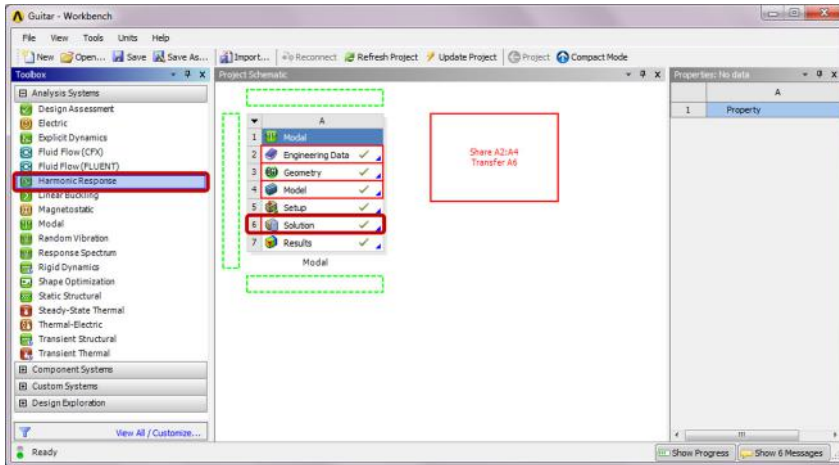 Guitar - Workbench
File View Tools Units Help
New Open... Save Save As... Import... Reconnect Refresh Project Update Project Project Compact Mode
Toolbox
Project Schematic
Properties: No data
Analysis Systems
Design Assessment
Electric
Explicit Dynamics
Fluid Flow (CFX)
Fluid Flow (FLUENT)
Harmonic Response
Linear Buckling
Magnetostatic
Modal
Random Vibration
Response Spectrum
Rigid Dynamics
Shape Optimization
Static Structural
Steady-State Thermal
Thermal-Electric
Transient Structural
Transient Thermal
Component Systems
Custom Systems
Design Exploration
View All / Customize...
A
1 Modal
2 Engineering Data
3 Geometry
4 Model
5 Setup
6 Solution
7 Results
Modal
Share A2:A4
Transfer A6
A
1 Property
Ready
Show Progress Show 6 Messages